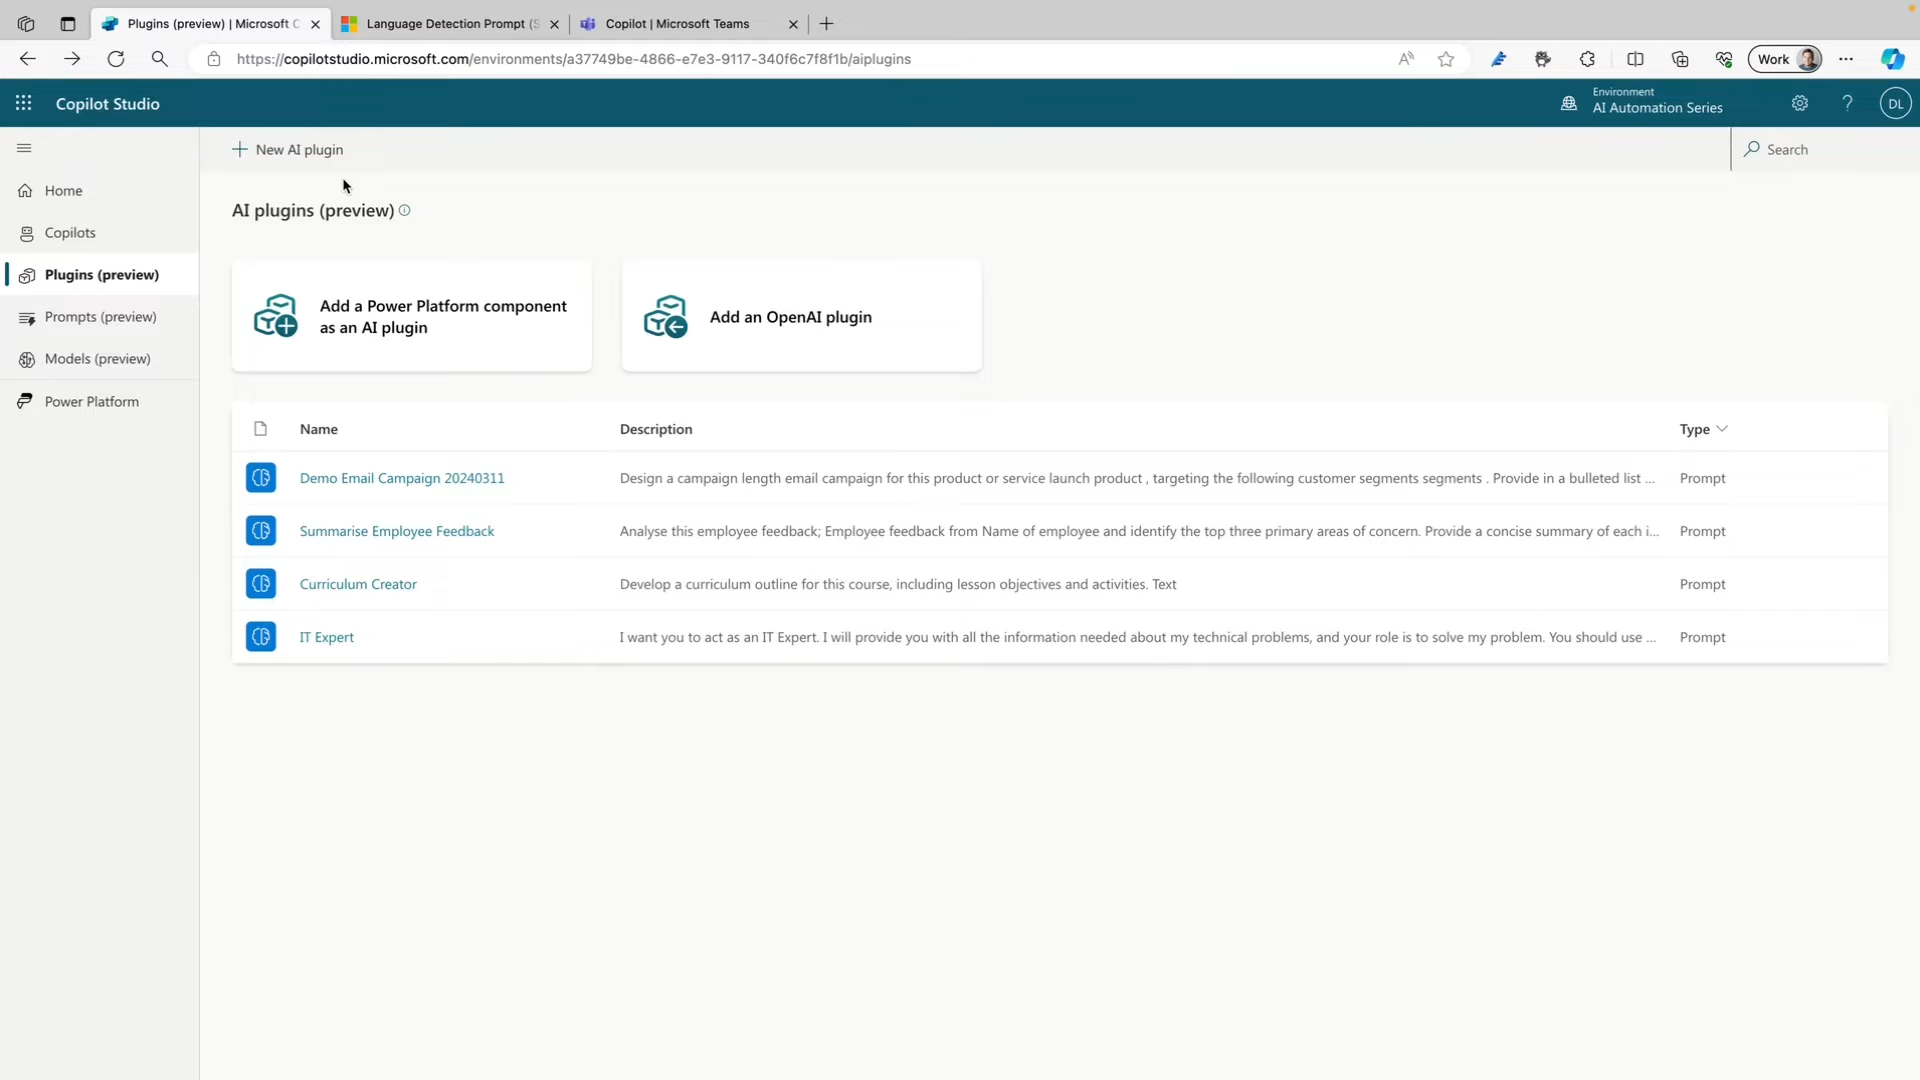 Plugins (preview) | Microsoft C
Language Detection Prompt (S
Copilot | Microsoft Teams
https://copilotstudio.microsoft.com/environments/a37749be-4866-e7e3-9117-340f6c7f8f1b/aiplugins
Work
Copilot Studio
Environment
AI Automation Series
DL
New AI plugin
Search
Home
Copilots
Plugins (preview)
Prompts (preview)
Models (preview)
Power Platform
AI plugins (preview)
Add a Power Platform component
as an AI plugin
Add an OpenAI plugin
Name Description Type
Demo Email Campaign 20240311 Design a campaign length email campaign for this product or service launch product , targeting the following customer segments segments . Provide in a bulleted list ... Prompt
Summarise Employee Feedback Analyse this employee feedback; Employee feedback from Name of employee and identify the top three primary areas of concern. Provide a concise summary of each i... Prompt
Curriculum Creator Develop a curriculum outline for this course, including lesson objectives and activities. Text Prompt
IT Expert I want you to act as an IT Expert. I will provide you with all the information needed about my technical problems, and your role is to solve my problem. You should use ... Prompt